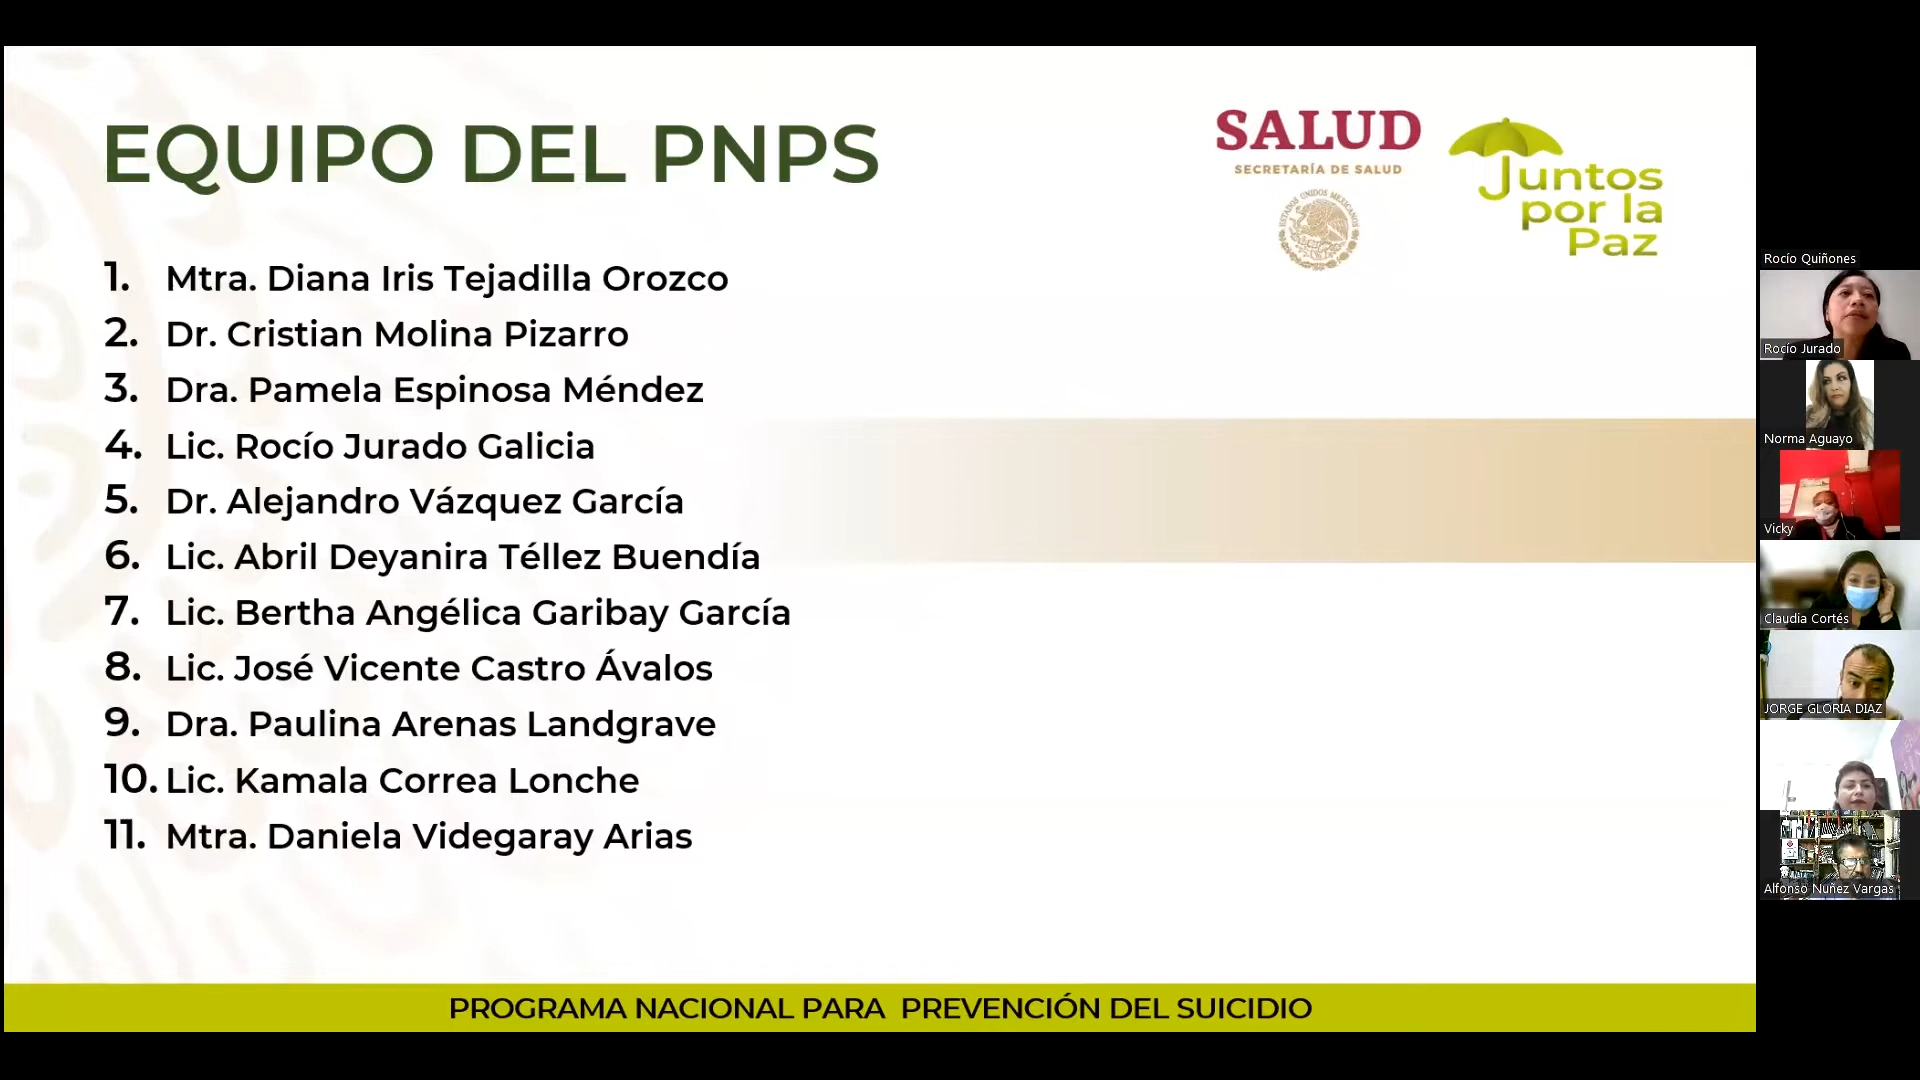 EQUIPO DEL PNPS
SALUD
SECRETARÍA DE SALUD
ESTADOS UNIDOS MEXICANOS
Juntos
por la
Paz
1. Mtra. Diana Iris Tejadilla Orozco
2. Dr. Cristian Molina Pizarro
3. Dra. Pamela Espinosa Méndez
4. Lic. Rocío Jurado Galicia
5. Dr. Alejandro Vázquez García
6. Lic. Abril Deyanira Téllez Buendía
7. Lic. Bertha Angélica Garibay García
8. Lic. José Vicente Castro Ávalos
9. Dra. Paulina Arenas Landgrave
10. Lic. Kamala Correa Lonche
11. Mtra. Daniela Videgaray Arias
PROGRAMA NACIONAL PARA PREVENCIÓN DEL SUICIDIO
Rocío Quiñones
Rocío Jurado
Norma Aguayo
Vicky
Claudia Cortés
JORGE GLORIA DIAZ
Alfonso Nuñez Vargas